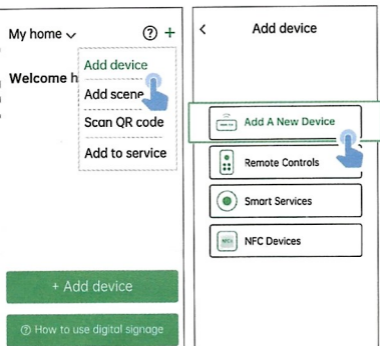 My home
Add device
Welcome h
Add scene
Scan QR code
Add to service
+ Add device
How to use digital signage
Add device
Add A New Device
Remote Controls
Smart Services
NFC Devices